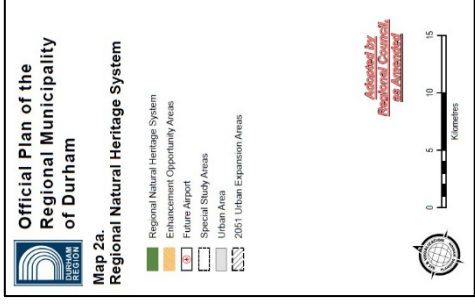 DURHAM
REGION
Official Plan of the
Regional Municipality
of Durham
Map 2a.
Regional Natural Heritage System
Regional Natural Heritage System
Enhancement Opportunity Areas
Future Airport
Special Study Areas
Urban Area
2051 Urban Expansion Areas
Adopted by
Regional Council,
as Amended
0 5 10 15
Kilometres